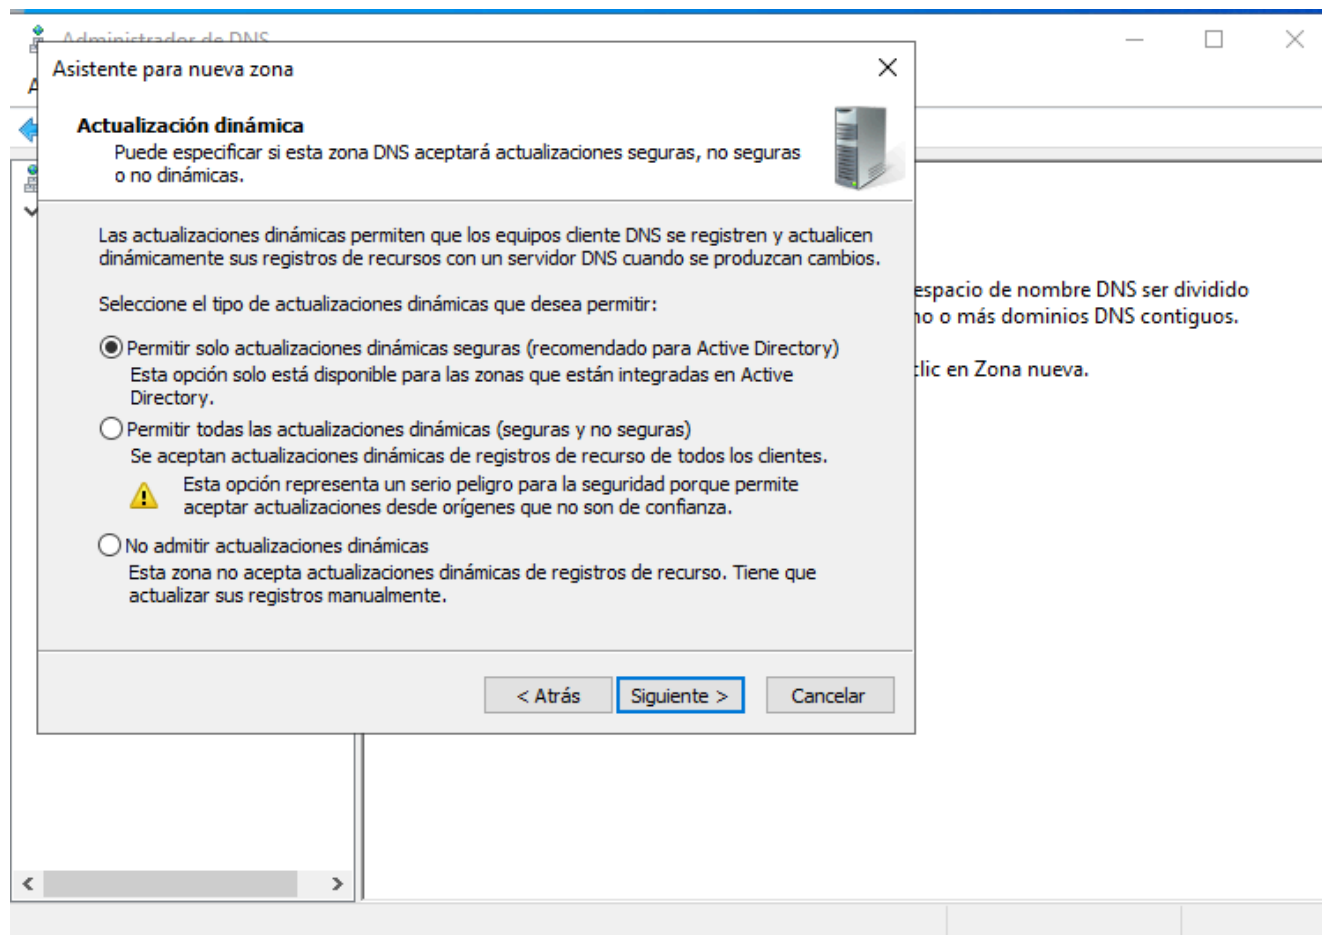 Administrador de DNS
Asistente para nueva zona
Actualización dinámica
Puede especificar si esta zona DNS aceptará actualizaciones seguras, no seguras
o no dinámicas.
Las actualizaciones dinámicas permiten que los equipos cliente DNS se registren y actualicen
dinámicamente sus registros de recursos con un servidor DNS cuando se produzcan cambios.
Seleccione el tipo de actualizaciones dinámicas que desea permitir:
Permitir solo actualizaciones dinámicas seguras (recomendado para Active Directory)
Esta opción solo está disponible para las zonas que están integradas en Active
Directory.
Permitir todas las actualizaciones dinámicas (seguras y no seguras)
Se aceptan actualizaciones dinámicas de registros de recurso de todos los clientes.
Esta opción representa un serio peligro para la seguridad porque permite
aceptar actualizaciones desde orígenes que no son de confianza.
No admitir actualizaciones dinámicas
Esta zona no acepta actualizaciones dinámicas de registros de recurso. Tiene que
actualizar sus registros manualmente.
< Atrás
Siguiente >
Cancelar
espacio de nombre DNS ser dividido
o más dominios DNS contiguos.
en Zona nueva.